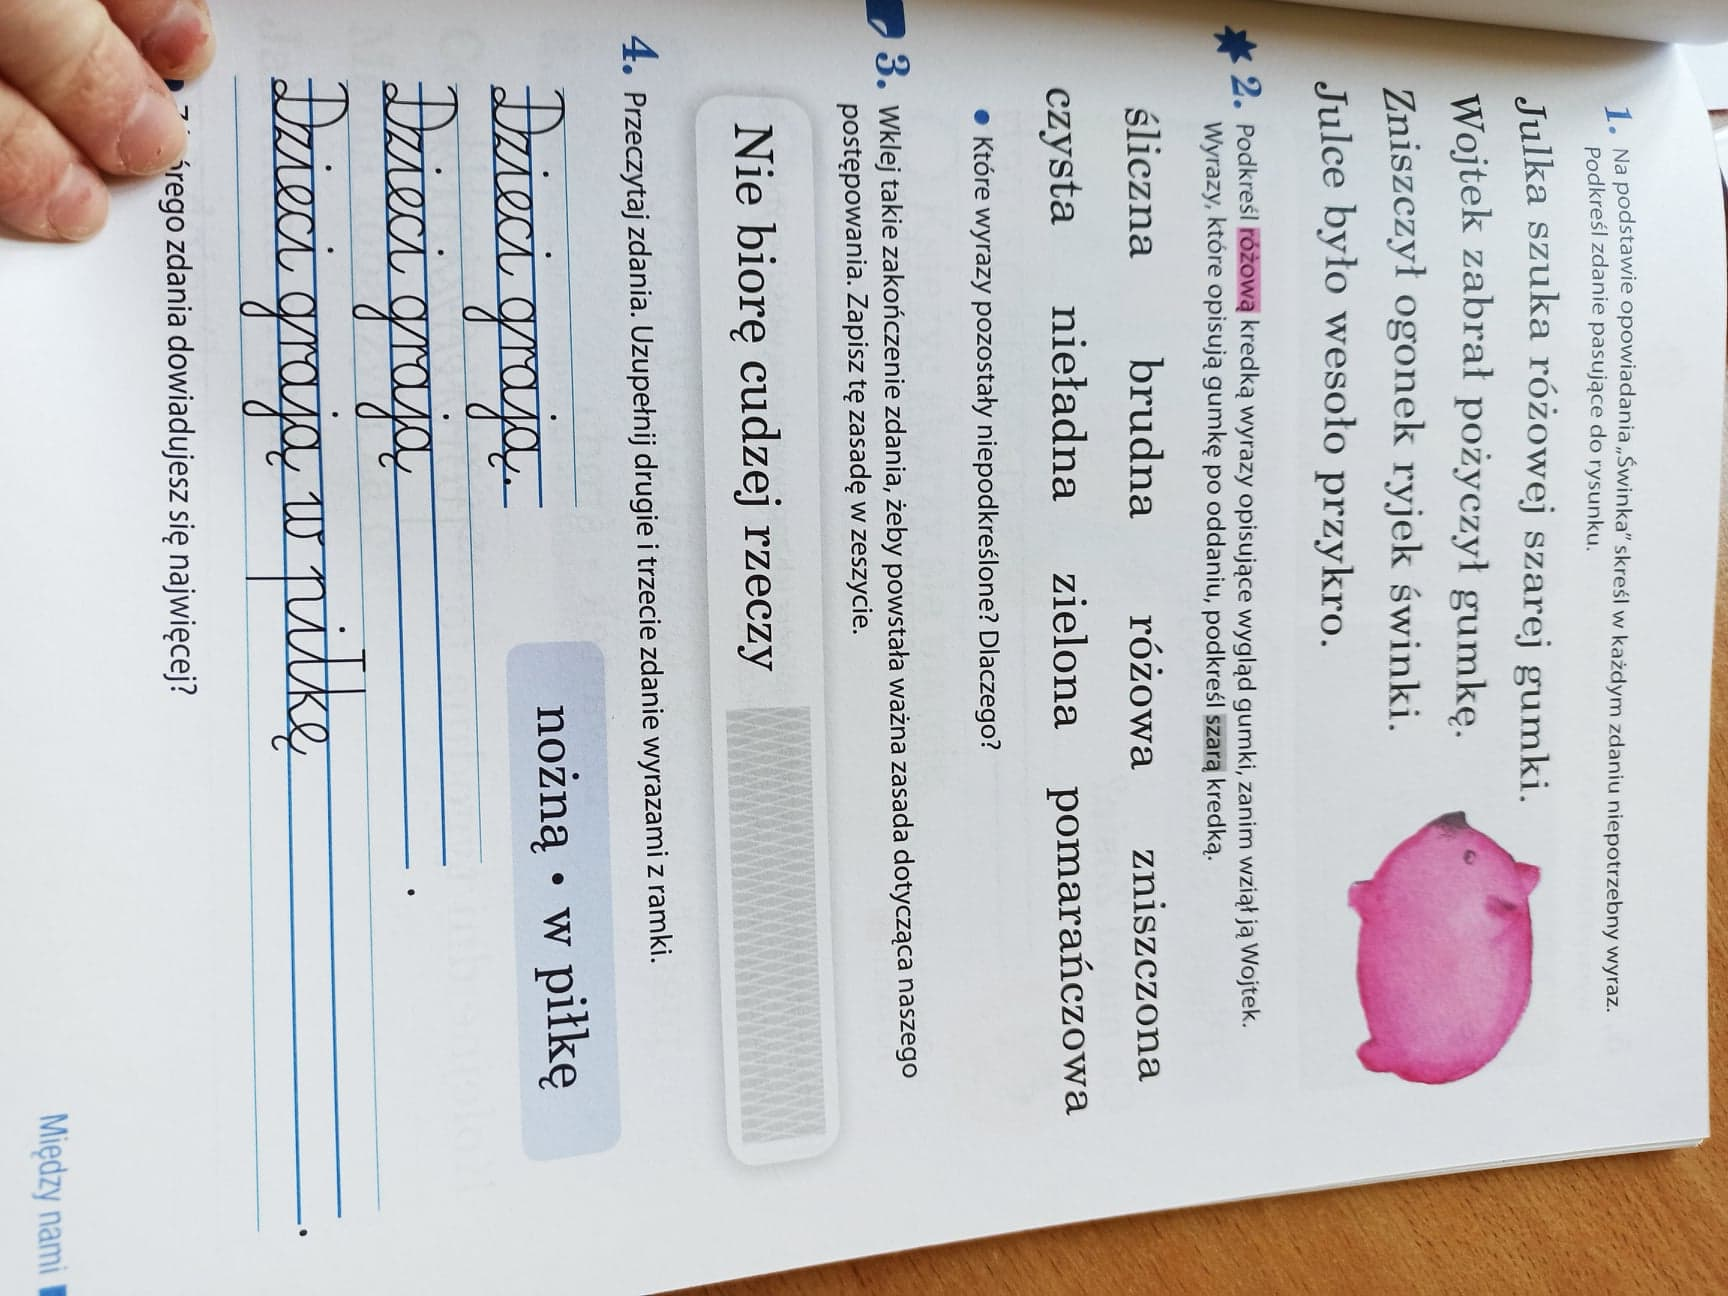 1. Na podstawie opowiadania „Świnka” skreśl w każdym zdaniu niepotrzebny wyraz.
Podkreśl zdanie pasujące do rysunku.
Julka szuka różowej szarej gumki.
Wojtek zabrał pożyczył gumkę.
Zniszczył ogonek ryjek świnki.
Julce było wesoło przykro.
2. Podkreśl różową kredką wyrazy opisujące wygląd gumki, zanim wziął ją Wojtek.
Wyrazy, które opisują gumkę po oddaniu, podkreśl szarą kredką.
śliczna brudna różowa zniszczona
czysta nieładna zielona pomarańczowa
• Które wyrazy pozostały niepodkreślone? Dlaczego?
3. Wklej takie zakończenie zdania, żeby powstała ważna zasada dotycząca naszego
postępowania. Zapisz tę zasadę w zeszycie.
Nie biorę cudzej rzeczy
4. Przeczytaj zdania. Uzupełnij drugie i trzecie zdanie wyrazami z ramki.
nożną • w piłkę
Dzieci grają.
Dzieci grają .
Dzieci grają w piłkę .
zdania dowiadujesz się najwięcej?
Między nami